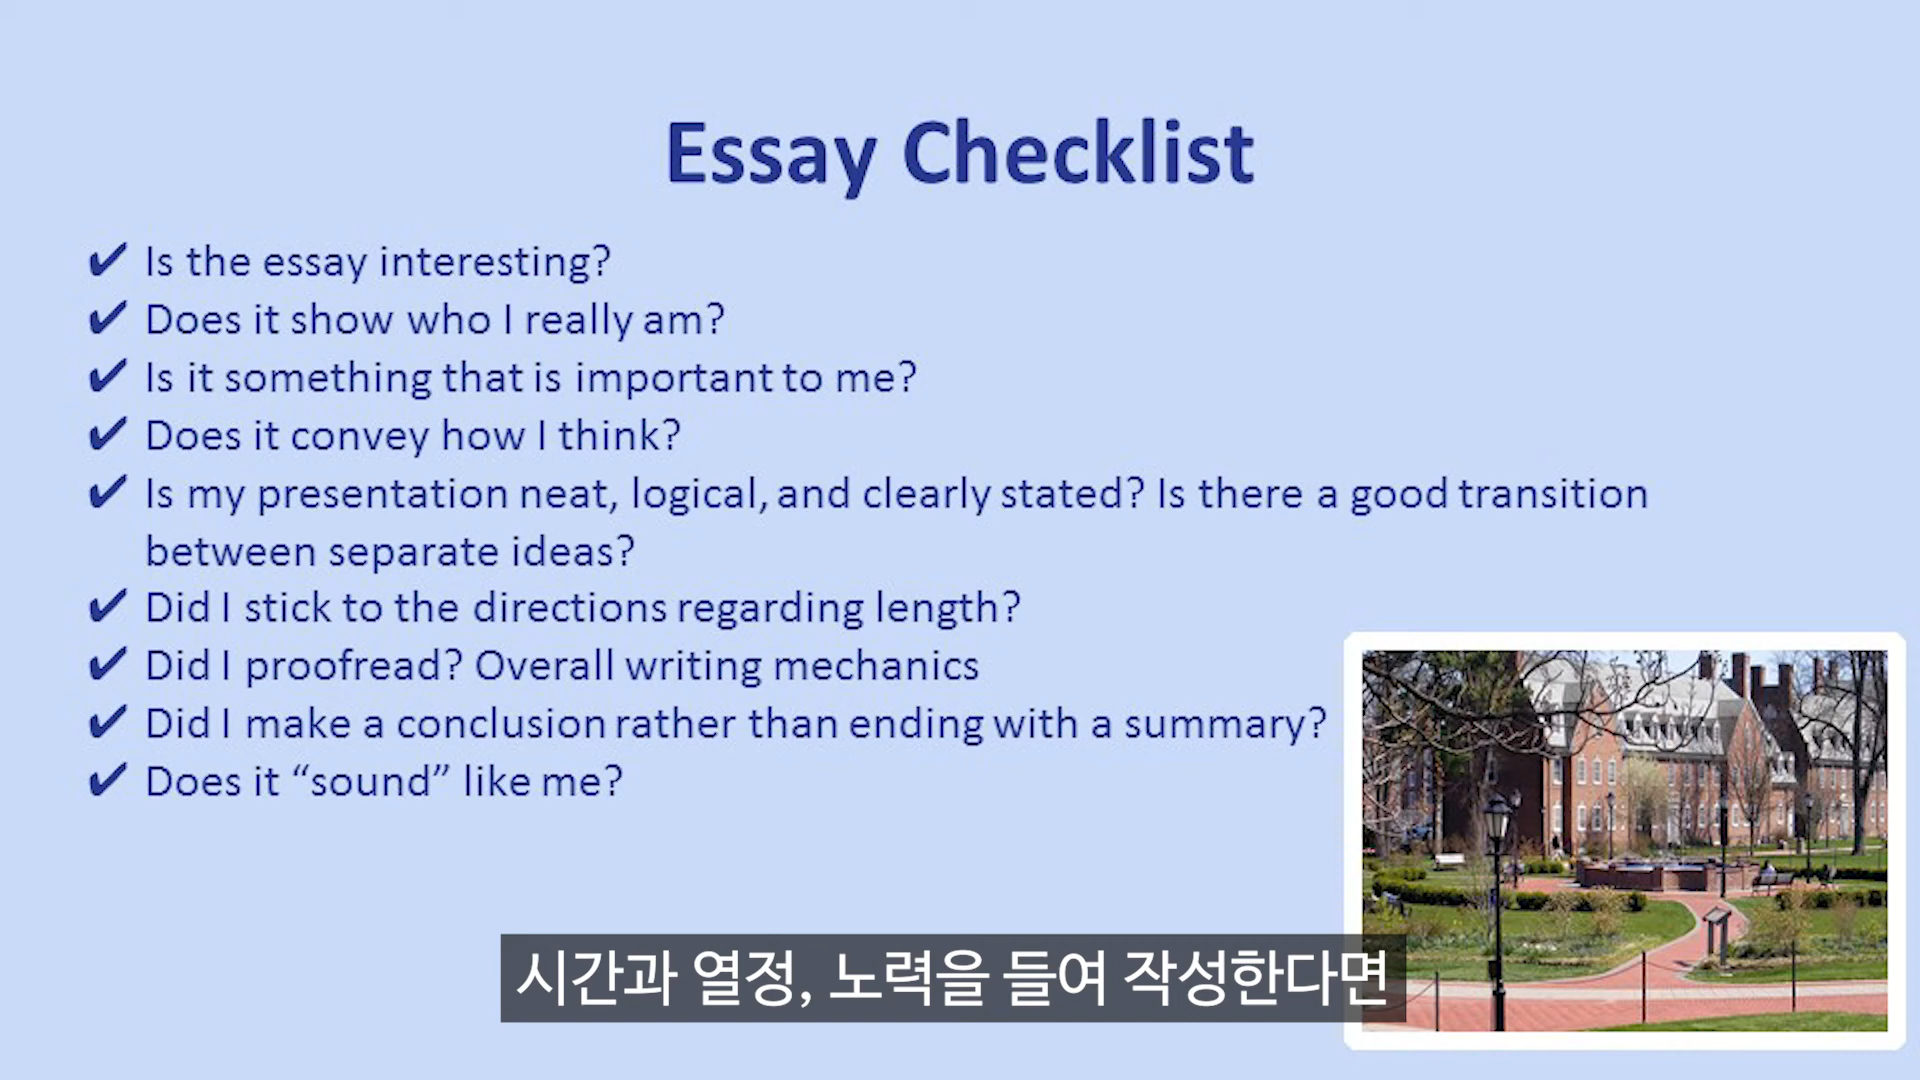 Essay Checklist
✔ Is the essay interesting?
✔ Does it show who I really am?
✔ Is it something that is important to me?
✔ Does it convey how I think?
✔ Is my presentation neat, logical, and clearly stated? Is there a good transition
between separate ideas?
✔ Did I stick to the directions regarding length?
✔ Did I proofread? Overall writing mechanics
✔ Did I make a conclusion rather than ending with a summary?
✔ Does it “sound” like me?
시간과 열정, 노력을 들여 작성한다면